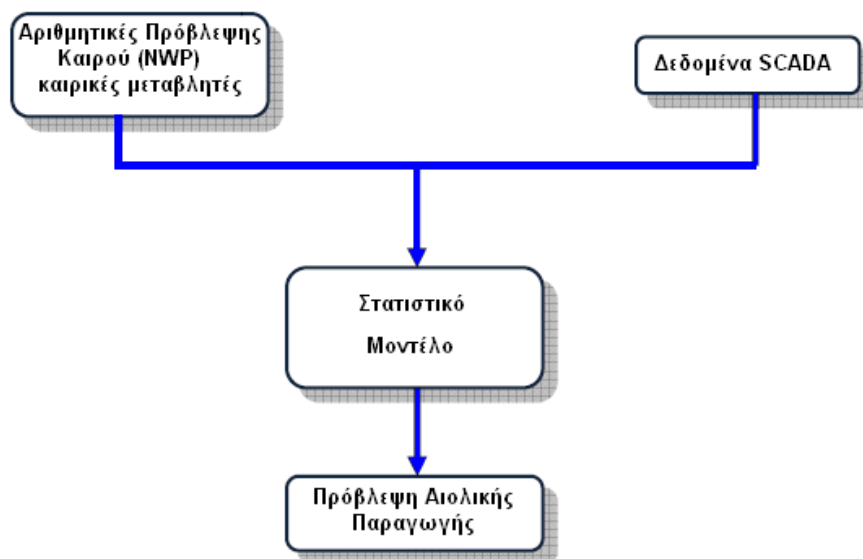 Αριθμητικές Πρόβλεψης
Καιρού (NWP)
καιρικές μεταβλητές
Δεδομένα SCADA
Στατιστικό
Μοντέλο
Πρόβλεψη Αιολικής
Παραγωγής